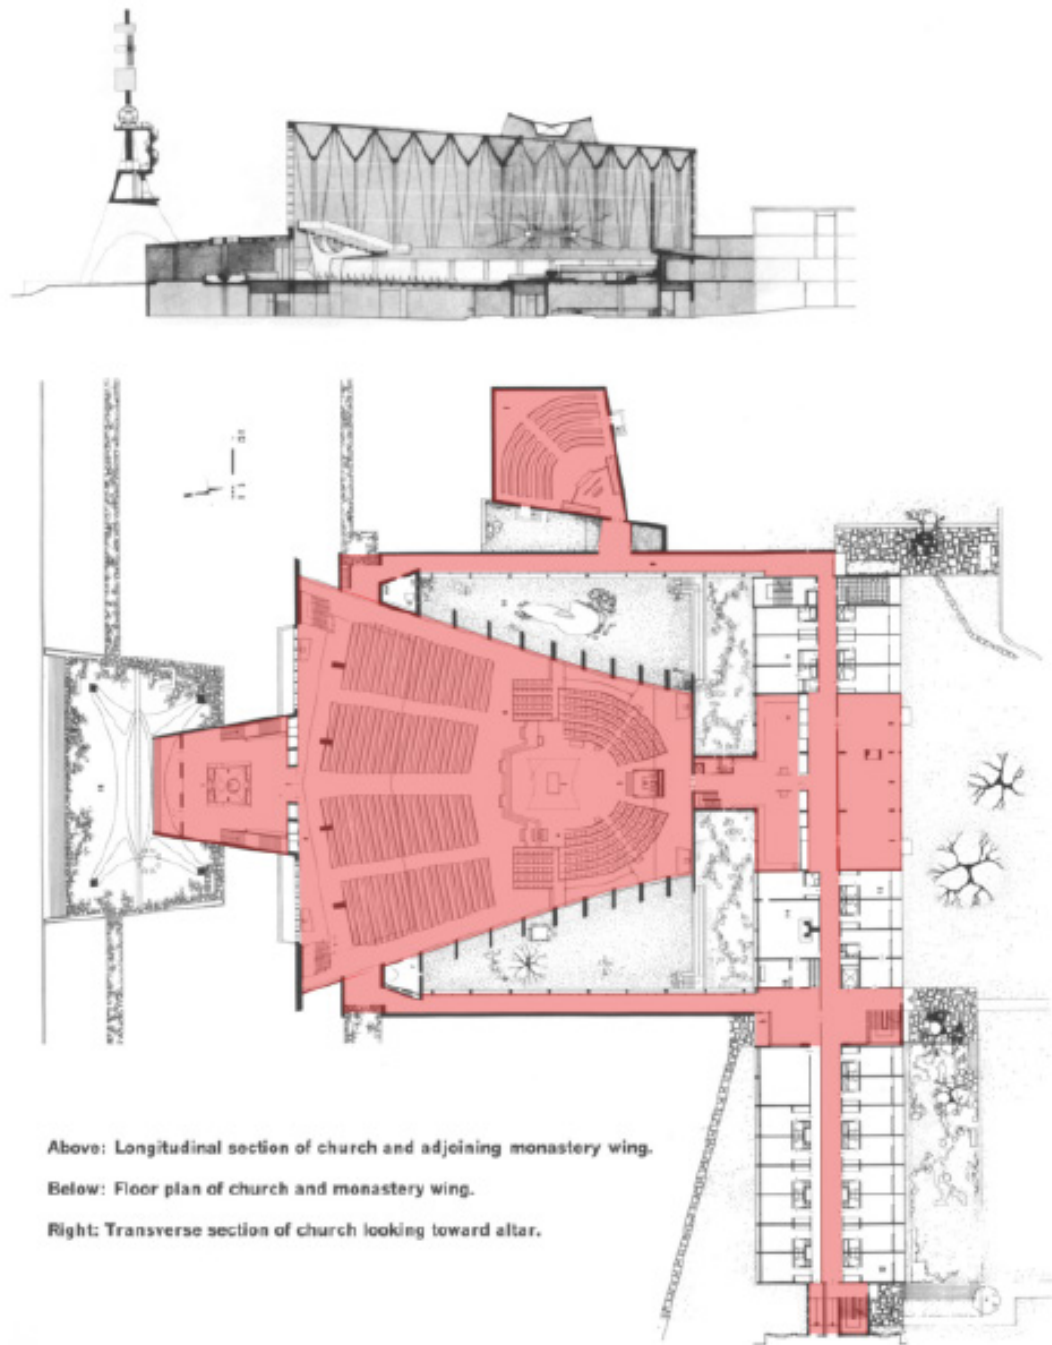 Above: Longitudinal section of church and adjoining monastery wing.
Below: Floor plan of church and monastery wing.
Right: Transverse section of church looking toward altar.